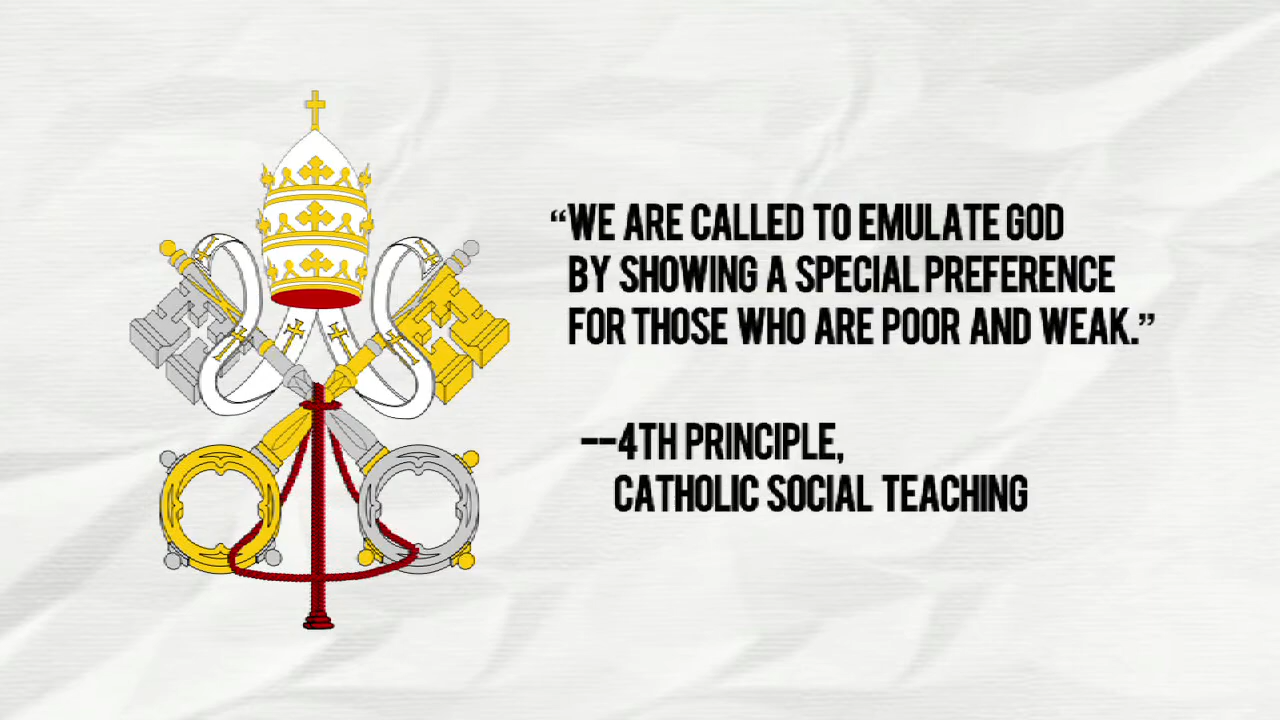 “WE ARE CALLED TO EMULATE GOD
BY SHOWING A SPECIAL PREFERENCE
FOR THOSE WHO ARE POOR AND WEAK.”
--4TH PRINCIPLE,
CATHOLIC SOCIAL TEACHING